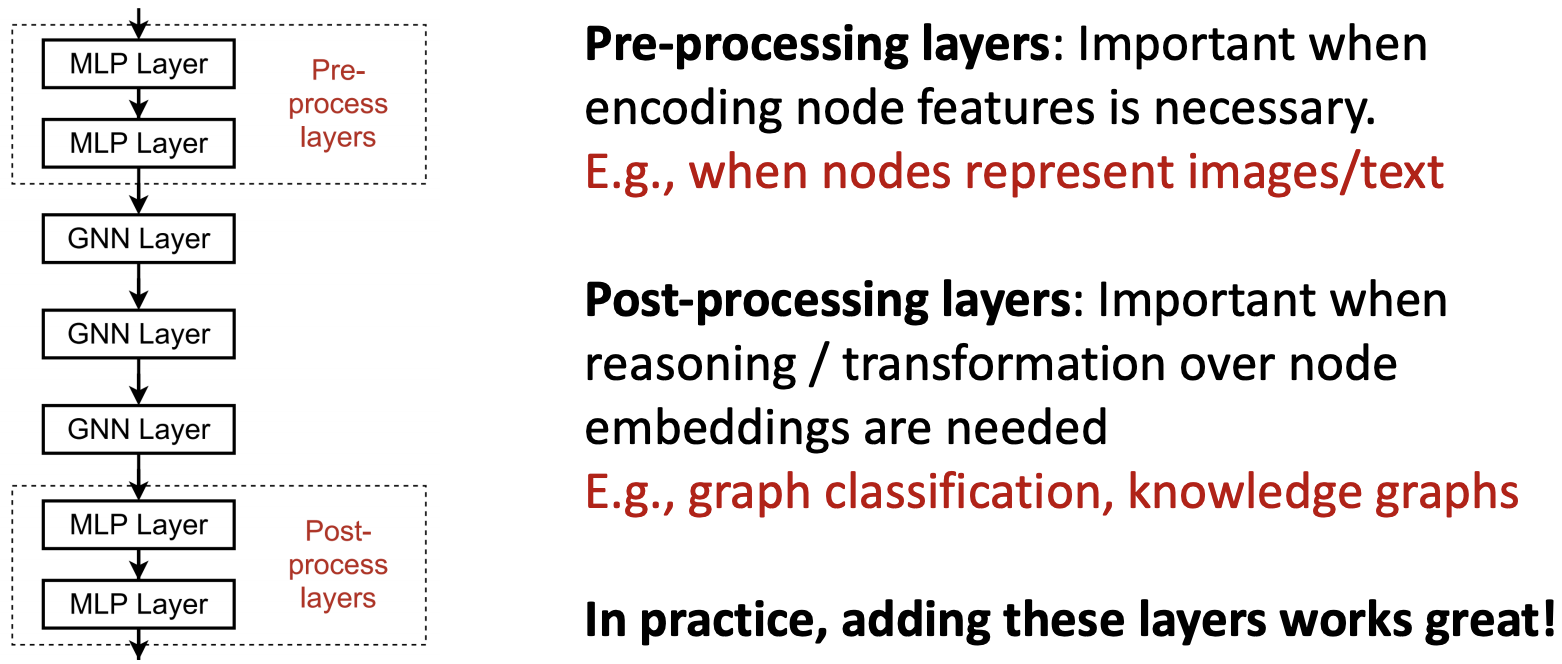 MLP Layer
MLP Layer
Pre-
process
layers
GNN Layer
GNN Layer
GNN Layer
MLP Layer
MLP Layer
Post-
process
layers
Pre-processing layers: Important when
encoding node features is necessary.
E.g., when nodes represent images/text
Post-processing layers: Important when
reasoning / transformation over node
embeddings are needed
E.g., graph classification, knowledge graphs
In practice, adding these layers works great!